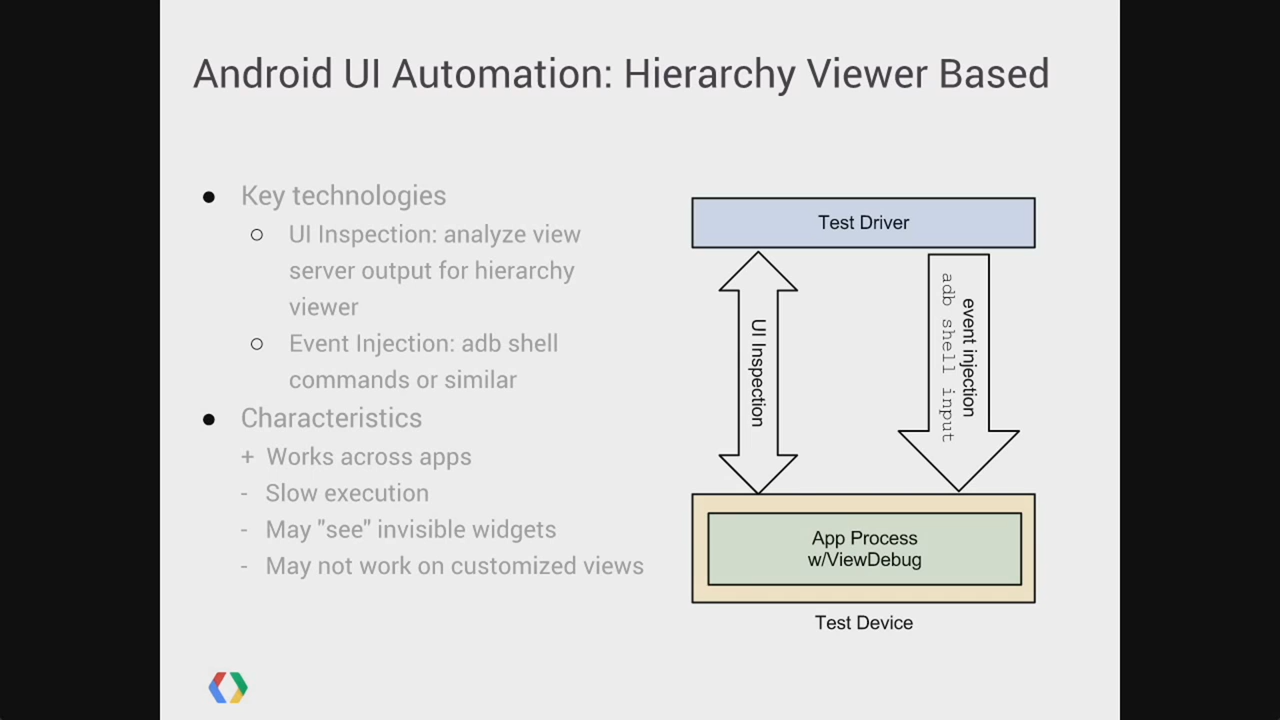 Android UI Automation: Hierarchy Viewer Based
● Key technologies
○ UI Inspection: analyze view
server output for hierarchy
viewer
○ Event Injection: adb shell
commands or similar
● Characteristics
+ Works across apps
- Slow execution
- May "see" invisible widgets
- May not work on customized views
Test Driver
UI Inspection
event injection
adb shell input
App Process
w/ViewDebug
Test Device